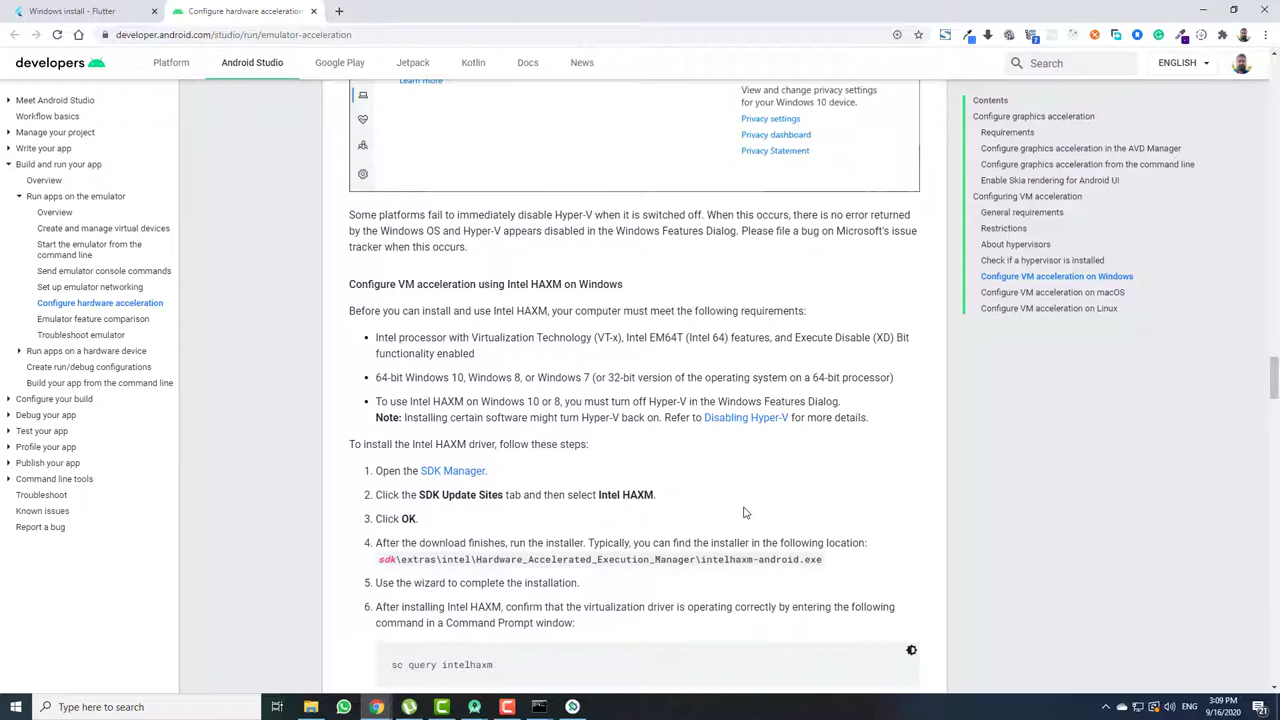 Windows install - Flutter
Configure hardware acceleration
developer.android.com/studio/run/emulator-acceleration
developers
Platform
Android Studio
Google Play
Jetpack
Kotlin
Docs
News
Search
ENGLISH
Meet Android Studio
Workflow basics
Manage your project
Write your app
Build and run your app
Overview
Run apps on the emulator
Overview
Create and manage virtual devices
Start the emulator from the
command line
Send emulator console commands
Set up emulator networking
Configure hardware acceleration
Emulator feature comparison
Troubleshoot emulator
Run apps on a hardware device
Create run/debug configurations
Build your app from the command line
Configure your build
Debug your app
Test your app
Profile your app
Publish your app
Command line tools
Troubleshoot
Known issues
Report a bug
Learn more
View and change privacy settings
for your Windows 10 device.
Privacy settings
Privacy dashboard
Privacy Statement
Some platforms fail to immediately disable Hyper-V when it is switched off. When this occurs, there is no error returned
by the Windows OS and Hyper-V appears disabled in the Windows Features Dialog. Please file a bug on Microsoft's issue
tracker when this occurs.
Configure VM acceleration using Intel HAXM on Windows
Before you can install and use Intel HAXM, your computer must meet the following requirements:
• Intel processor with Virtualization Technology (VT-x), Intel EM64T (Intel 64) features, and Execute Disable (XD) Bit
functionality enabled
• 64-bit Windows 10, Windows 8, or Windows 7 (or 32-bit version of the operating system on a 64-bit processor)
• To use Intel HAXM on Windows 10 or 8, you must turn off Hyper-V in the Windows Features Dialog.
Note: Installing certain software might turn Hyper-V back on. Refer to Disabling Hyper-V for more details.
To install the Intel HAXM driver, follow these steps:
1. Open the SDK Manager.
2. Click the SDK Update Sites tab and then select Intel HAXM.
3. Click OK.
4. After the download finishes, run the installer. Typically, you can find the installer in the following location:
sdk\extras\intel\Hardware_Accelerated_Execution_Manager\intelhaxm-android.exe
5. Use the wizard to complete the installation.
6. After installing Intel HAXM, confirm that the virtualization driver is operating correctly by entering the following
command in a Command Prompt window:
sc query intelhaxm
Contents
Configure graphics acceleration
Requirements
Configure graphics acceleration in the AVD Manager
Configure graphics acceleration from the command line
Enable Skia rendering for Android UI
Configuring VM acceleration
General requirements
Restrictions
About hypervisors
Check if a hypervisor is installed
Configure VM acceleration on Windows
Configure VM acceleration on macOS
Configure VM acceleration on Linux
Type here to search
ENG
3:09 PM
9/16/2020